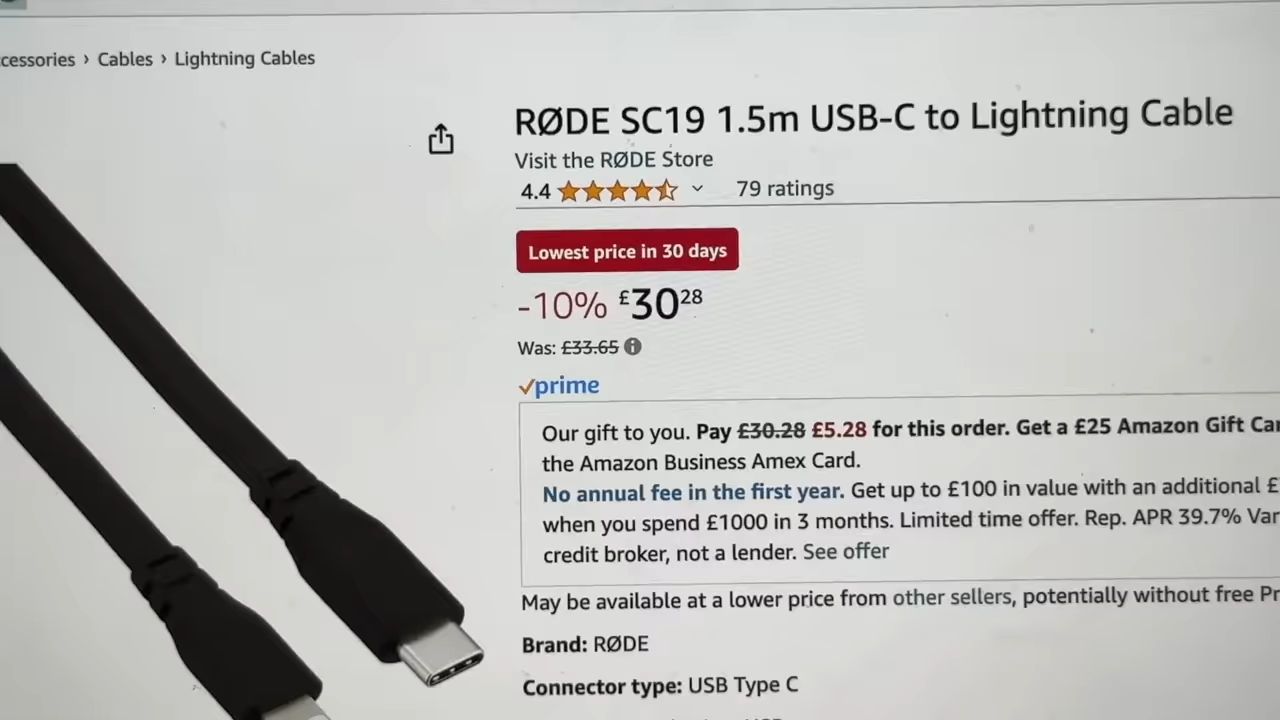 cessories › Cables › Lightning Cables
RØDE SC19 1.5m USB-C to Lightning Cable
Visit the RØDE Store
4.4 79 ratings
Lowest price in 30 days
-10% £3028
Was: £33.65
prime
Our gift to you. Pay £30.28 £5.28 for this order. Get a £25 Amazon Gift Car
the Amazon Business Amex Card.
No annual fee in the first year. Get up to £100 in value with an additional £
when you spend £1000 in 3 months. Limited time offer. Rep. APR 39.7% Var
credit broker, not a lender. See offer
May be available at a lower price from other sellers, potentially without free Pr
Brand: RØDE
Connector type: USB Type C